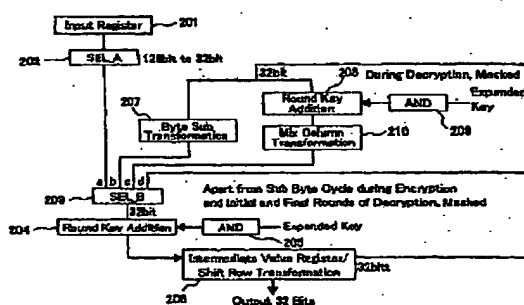 Input Register
201
202
SEL A
128bit to 32bit
32bit
208
During Decryption, Masked
207
Round Key Addition
AND
Expanded Key
209
Byte Sub Transformation
Mix Column Transformation
210
a b c d
203
SEL B
Apart from Sub Byte Cycle during Encryption
and Initial and Final Rounds of Decryption, Masked
32bit
204
Round Key Addition
AND
Expanded Key
205
Intermediate Value Register/
Shift Row Transformation
32bit
206
Output 32 Bits